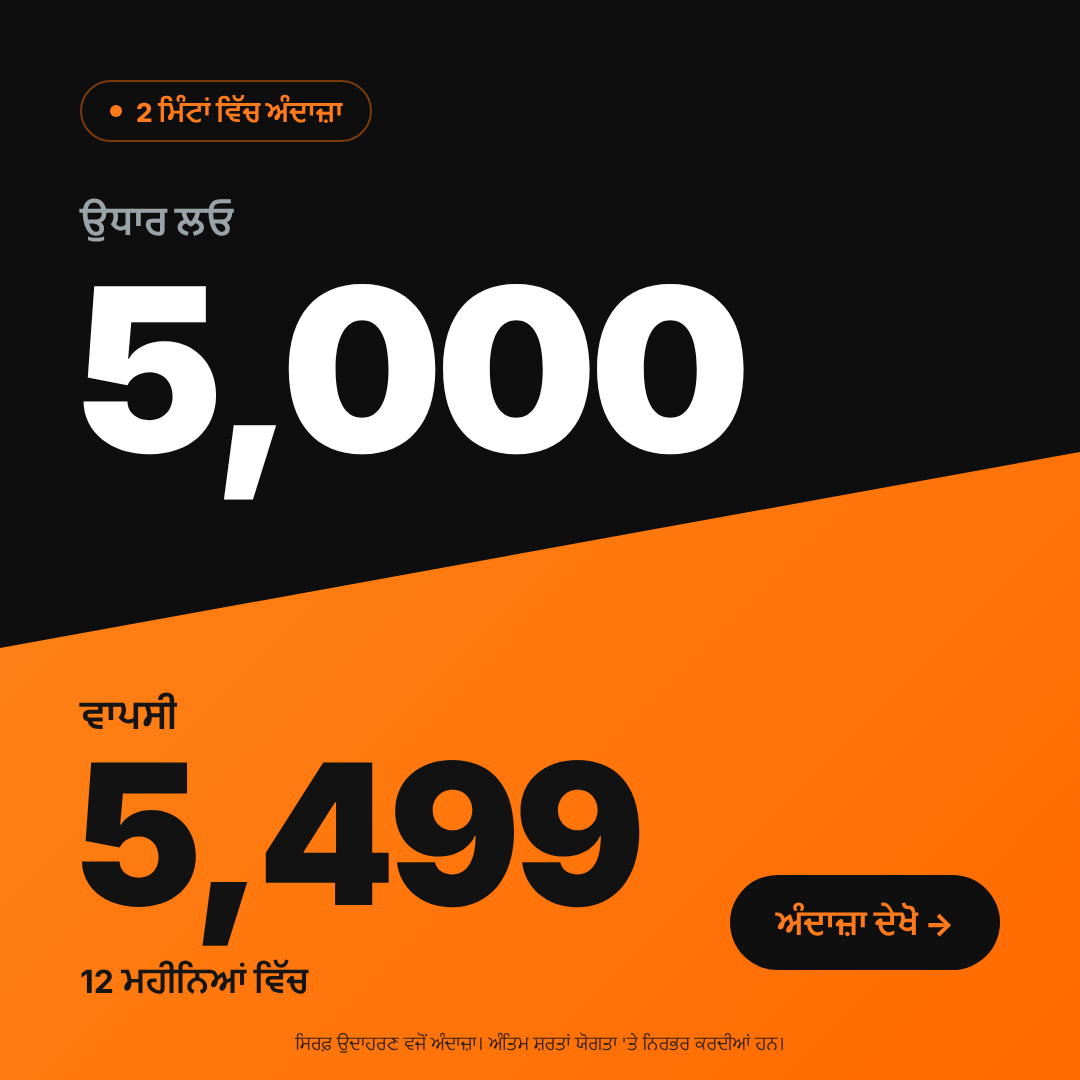 2 ਮਿੰਟਾਂ ਵਿੱਚ ਅੰਦਾਜ਼ਾ
ਉਧਾਰ ਲਓ
5,000
ਵਾਪਸੀ
5,499
ਅੰਦਾਜ਼ਾ ਦੇਖੋ →
12 ਮਹੀਨਿਆਂ ਵਿੱਚ
ਸਿਰਫ਼ ਉਦਾਹਰਣ ਵਜੋਂ ਅੰਦਾਜ਼ਾ। ਅੰਤਿਮ ਸ਼ਰਤਾਂ ਯੋਗਤਾ 'ਤੇ ਨਿਰਭਰ ਕਰਦੀਆਂ ਹਨ।